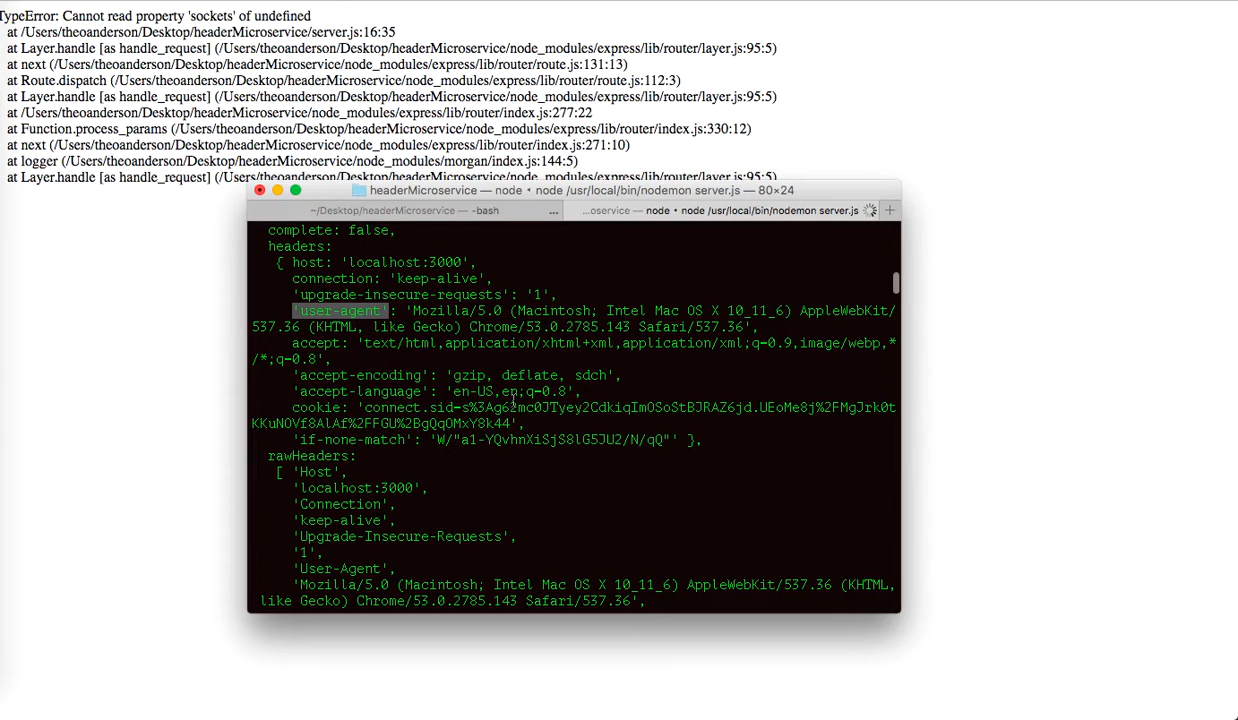 TypeError: Cannot read property 'sockets' of undefined
at /Users/theoanderson/Desktop/headerMicroservice/server.js:16:35
at Layer.handle [as handle_request] (/Users/theoanderson/Desktop/headerMicroservice/node_modules/express/lib/router/layer.js:95:5)
at next (/Users/theoanderson/Desktop/headerMicroservice/node_modules/express/lib/router/route.js:131:13)
at Route.dispatch (/Users/theoanderson/Desktop/headerMicroservice/node_modules/express/lib/router/route.js:112:3)
at Layer.handle [as handle_request] (/Users/theoanderson/Desktop/headerMicroservice/node_modules/express/lib/router/layer.js:95:5)
at /Users/theoanderson/Desktop/headerMicroservice/node_modules/express/lib/router/index.js:277:22
at Function.process_params (/Users/theoanderson/Desktop/headerMicroservice/node_modules/express/lib/router/index.js:330:12)
at next (/Users/theoanderson/Desktop/headerMicroservice/node_modules/express/lib/router/index.js:271:10)
at logger (/Users/theoanderson/Desktop/headerMicroservice/node_modules/morgan/index.js:144:5)
at Layer.handle [as handle_request] (/Users/theoanderson/Desktop/headerMicroservice/node_modules/express/lib/router/layer.js:95:5)
headerMicroservice — node • node /usr/local/bin/nodemon server.js — 80×24
~/Desktop/headerMicroservice — -bash ... ...oservice — node • node /usr/local/bin/nodemon server.js +
complete: false,
headers:
{ host: 'localhost:3000',
connection: 'keep-alive',
'upgrade-insecure-requests': '1',
'user-agent': 'Mozilla/5.0 (Macintosh; Intel Mac OS X 10_11_6) AppleWebKit/
537.36 (KHTML, like Gecko) Chrome/53.0.2785.143 Safari/537.36',
accept: 'text/html,application/xhtml+xml,application/xml;q=0.9,image/webp,*
/*;q=0.8',
'accept-encoding': 'gzip, deflate, sdch',
'accept-language': 'en-US,en;q=0.8',
cookie: 'connect.sid=s%3Ag62mc0JTyey2CdkiqImOSoStBJRAZ6jd.UEoMe8j%2FMgJrk0t
KKuNOVf8AlAf%2FFGU%2BgQqOMxY8k44',
'if-none-match': 'W/"a1-YQvhnXiSjS8lG5JU2/N/qQ"' },
rawHeaders:
[ 'Host',
'localhost:3000',
'Connection',
'keep-alive',
'Upgrade-Insecure-Requests',
'1',
'User-Agent',
'Mozilla/5.0 (Macintosh; Intel Mac OS X 10_11_6) AppleWebKit/537.36 (KHTML,
like Gecko) Chrome/53.0.2785.143 Safari/537.36',